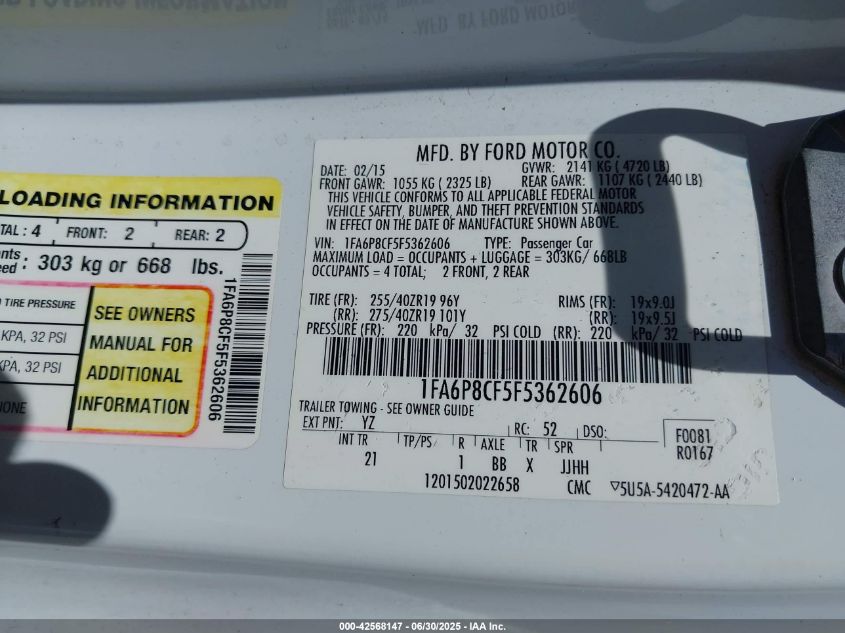 LOADING INFORMATION
MFD. BY FORD MOTOR
LOADING INFORMATION
TAL: 4 FRONT: 2 REAR: 2
303 kg or 668 lbs.
TIRE PRESSURE
KPA, 32 PSI
KPA, 32 PSI
SEE OWNERS
MANUAL FOR
ADDITIONAL
INFORMATION
1FA6P8CF5F5362606
MFD. BY FORD MOTOR CO.
DATE: 02/15 GVWR: 2141 KG ( 4720 LB)
FRONT GAWR: 1055 KG ( 2325 LB) REAR GAWR: 1107 KG ( 2440 LB)
THIS VEHICLE CONFORMS TO ALL APPLICABLE FEDERAL MOTOR
VEHICLE SAFETY, BUMPER, AND THEFT PREVENTION STANDARDS
IN EFFECT ON THE DATE OF MANUFACTURE SHOWN ABOVE.
VIN: 1FA6P8CF5F5362606 TYPE: Passenger Car
MAXIMUM LOAD = OCCUPANTS + LUGGAGE = 303KG/ 668LB
OCCUPANTS = 4 TOTAL; 2 FRONT, 2 REAR
TIRE (FR): 255/40ZR19 96Y RIMS (FR): 19x9.0J
(RR): 275/40ZR19 101Y (RR): 19x9.5J
PRESSURE (FR): 220 kPa/ 32 PSI COLD (RR): 220 kPa/ 32 PSI COLD
1FA6P8CF5F5362606
TRAILER TOWING - SEE OWNER GUIDE
EXT PNT: YZ RC: 52 DSO: F0081
R0167
INT TR TP/PS R AXLE TR SPR
21 1 BB X JJHH
1201502022658 CMC ▽5U5A-5420472-AA
000-42568147 - 06/30/2025 - IAA Inc.